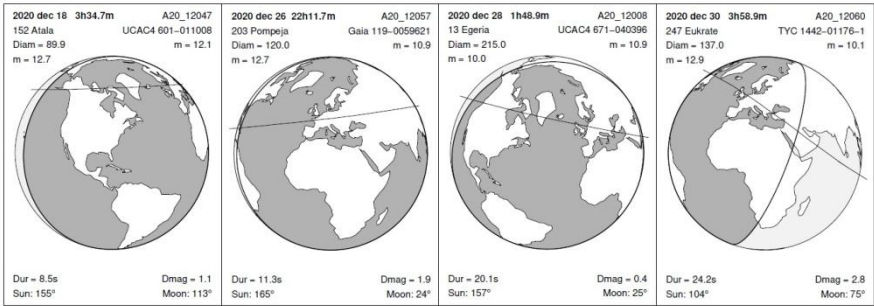 2020 dec 18 3h34.7m A20_12047
152 Atala UCAC4 601-011008
Diam = 89.9 m = 12.1
m = 12.7
Dur = 8.5s Dmag = 1.1
Sun: 155° Moon: 113°
2020 dec 26 22h11.7m A20_12057
203 Pompeja Gaia 119-0059621
Diam = 120.0 m = 10.9
m = 12.7
Dur = 11.3s Dmag = 1.9
Sun: 165° Moon: 24°
2020 dec 28 1h48.9m A20_12008
13 Egeria UCAC4 671-040396
Diam = 215.0 m = 10.9
m = 10.0
Dur = 20.1s Dmag = 0.4
Sun: 157° Moon: 25°
2020 dec 30 3h58.9m A20_12060
247 Eukrate TYC 1442-01176-1
Diam = 137.0 m = 10.1
m = 12.9
Dur = 24.2s Dmag = 2.8
Sun: 104° Moon: 75°